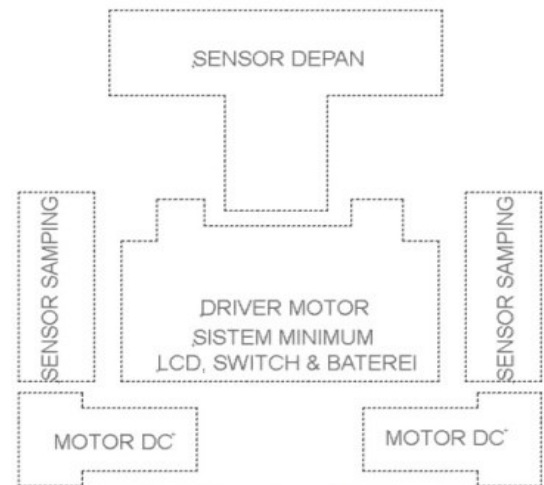 SENSOR DEPAN
SENSOR SAMPING
DRIVER MOTOR
SISTEM MINIMUM
LCD, SWITCH & BATEREI
SENSOR SAMPING
MOTOR DC
MOTOR DC